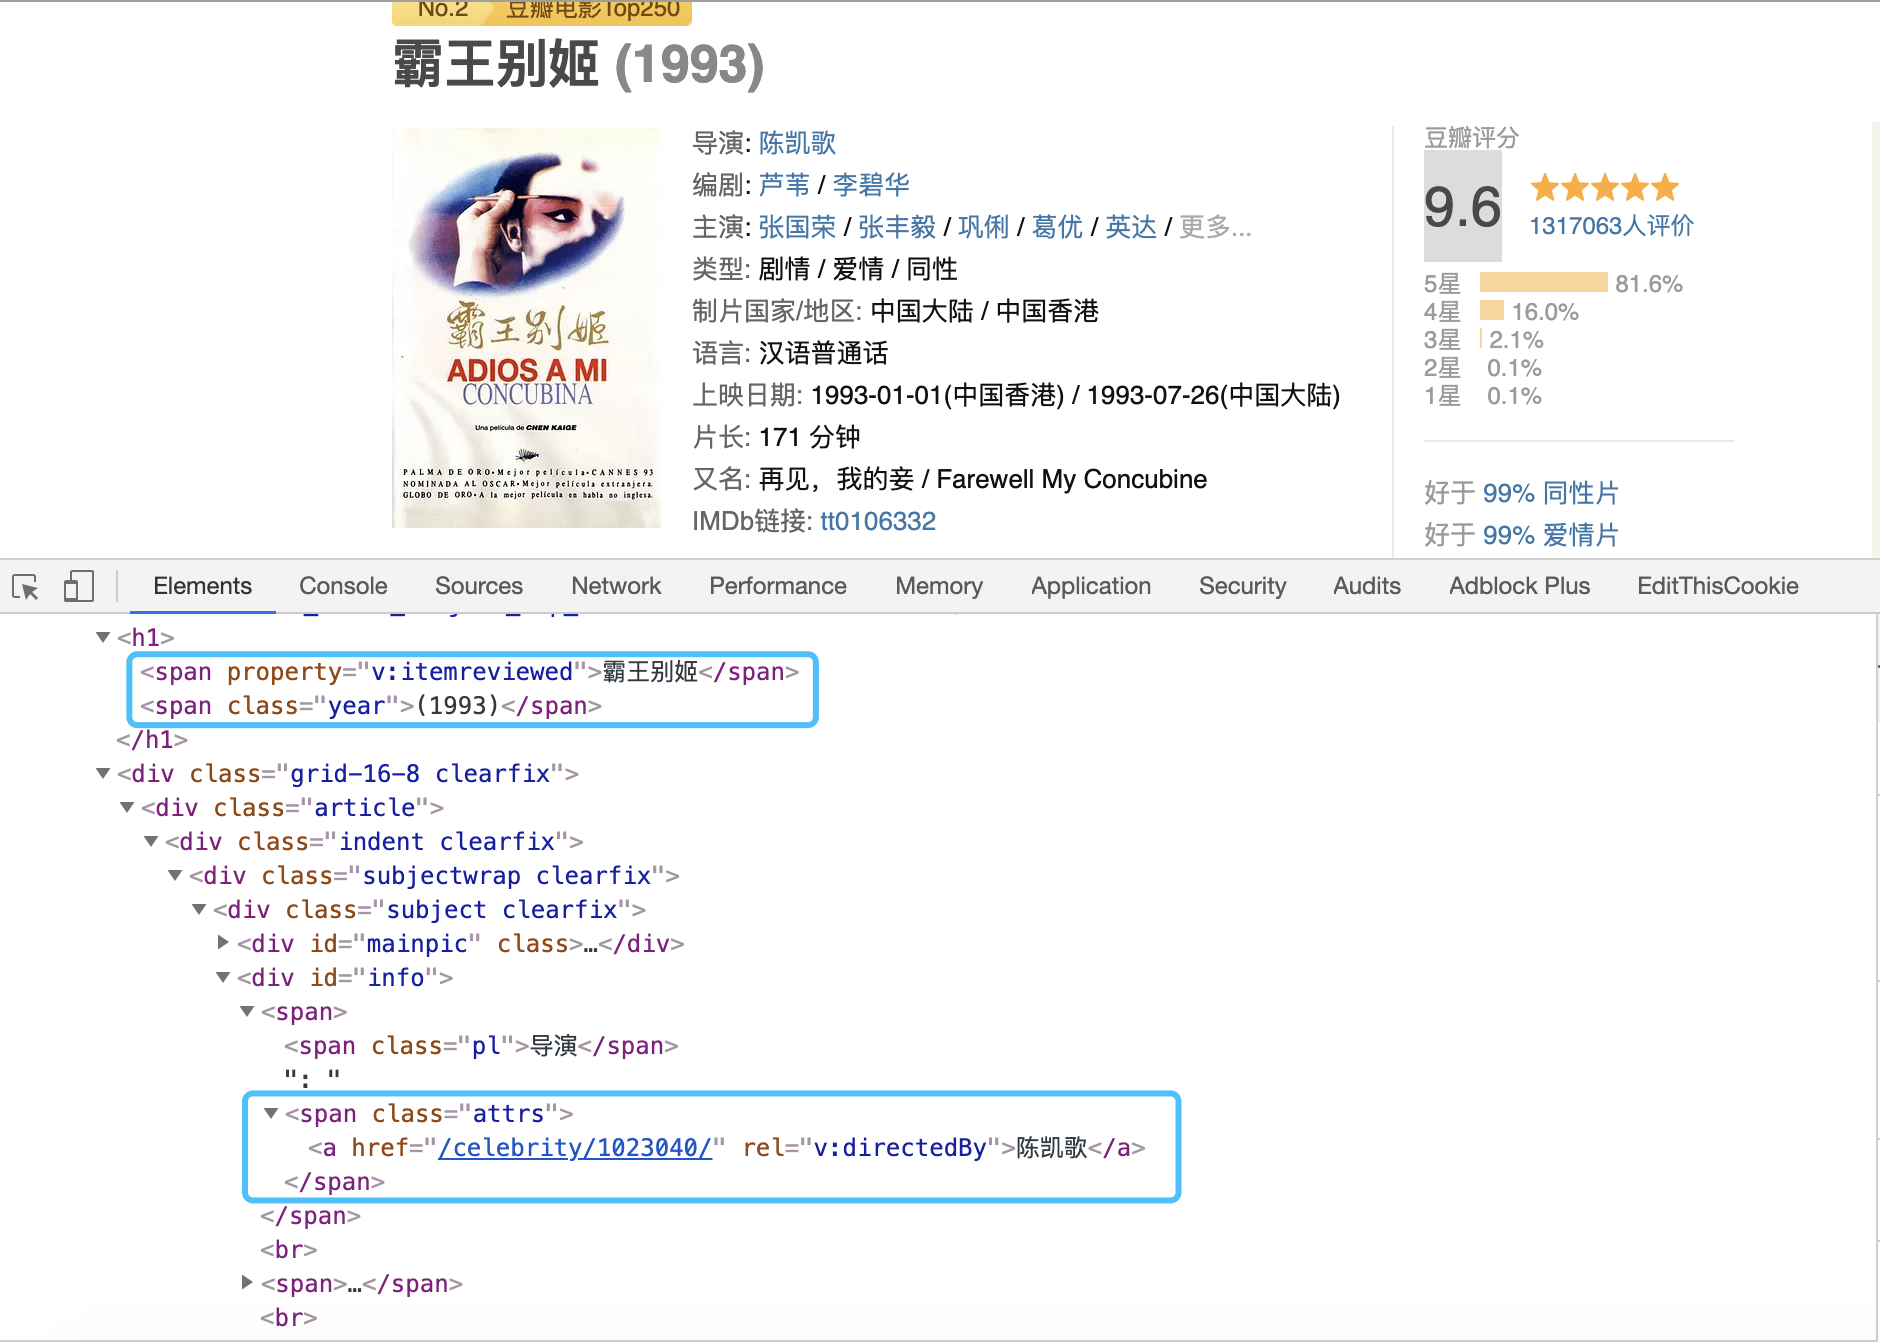 No.2 豆瓣电影Top250
霸王别姬 (1993)
霸王别姬
ADIOS A MI
CONCUBINA
Una película de CHEN KAIGE
PALMA DE ORO•Mejor película•CANNES 93
NOMINADA AL OSCAR•Mejor película extranjera.
GLOBO DE ORO•A la mejor película en habla no inglesa.
导演: 陈凯歌
编剧: 芦苇 / 李碧华
主演: 张国荣 / 张丰毅 / 巩俐 / 葛优 / 英达 / 更多...
类型: 剧情 / 爱情 / 同性
制片国家/地区: 中国大陆 / 中国香港
语言: 汉语普通话
上映日期: 1993-01-01(中国香港) / 1993-07-26(中国大陆)
片长: 171 分钟
又名: 再见，我的妾 / Farewell My Concubine
IMDb链接: tt0106332
豆瓣评分
9.6
1317063人评价
5星 81.6%
4星 16.0%
3星 2.1%
2星 0.1%
1星 0.1%
好于 99% 同性片
好于 99% 爱情片
Elements Console Sources Network Performance Memory Application Security Audits Adblock Plus EditThisCookie
<h1>
<span property="v:itemreviewed">霸王别姬</span>
<span class="year">(1993)</span>
</h1>
<div class="grid-16-8 clearfix">
<div class="article">
<div class="indent clearfix">
<div class="subjectwrap clearfix">
<div class="subject clearfix">
<div id="mainpic" class>…</div>
<div id="info">
<span>
<span class="pl">导演</span>
": "
<span class="attrs">
<a href="/celebrity/1023040/" rel="v:directedBy">陈凯歌</a>
</span>
</span>
<br>
<span>…</span>
<br>